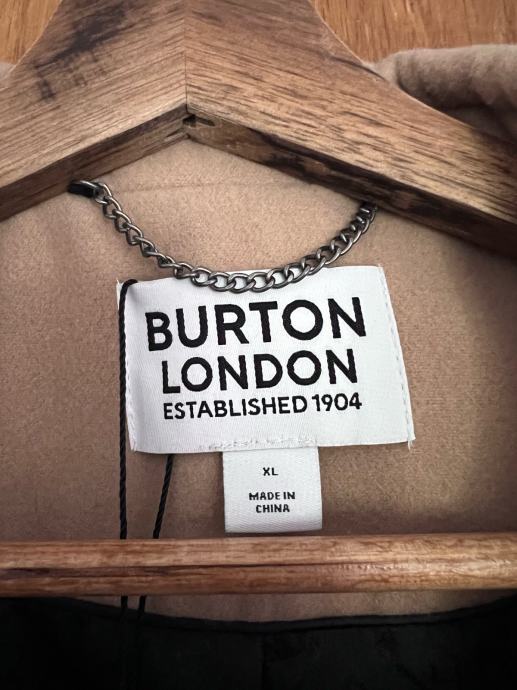 BURTON
LONDON
ESTABLISHED 1904
XL
MADE IN
CHINA